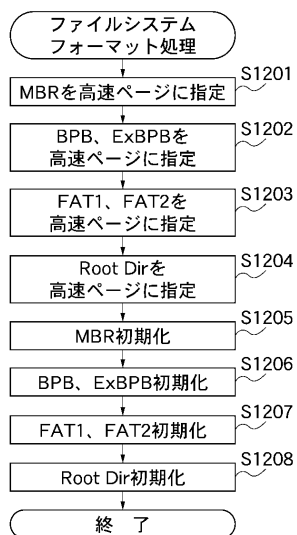 ファイルシステム
フォーマット処理
S1201
MBRを高速ページに指定
S1202
BPB、ExBPBを
高速ページに指定
S1203
FAT1、FAT2を
高速ページに指定
S1204
Root Dirを
高速ページに指定
S1205
MBR初期化
S1206
BPB、ExBPB初期化
S1207
FAT1、FAT2初期化
S1208
Root Dir初期化
終 了